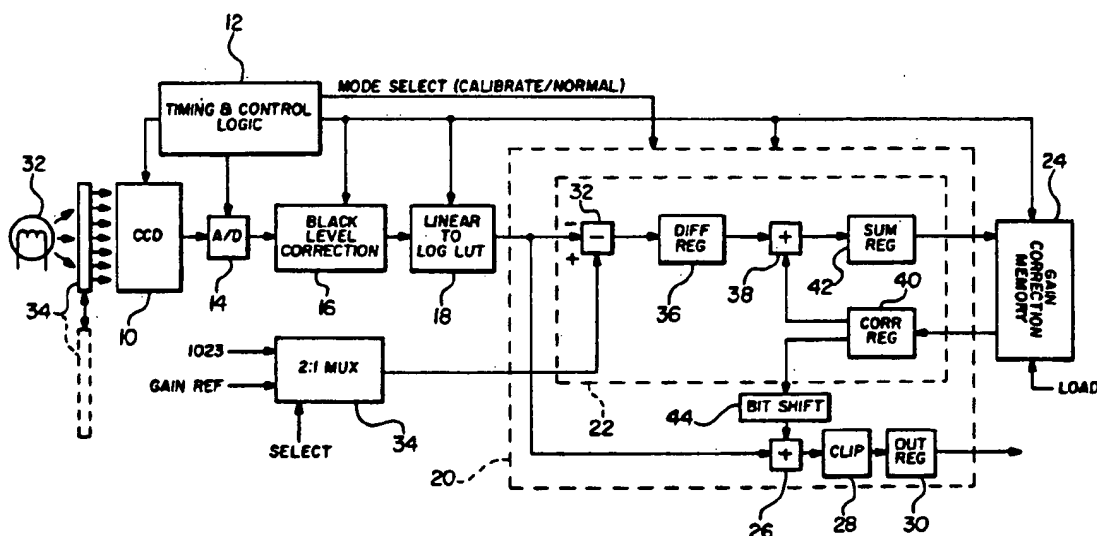 12
MODE SELECT (CALIBRATE/NORMAL)
TIMING & CONTROL
LOGIC
32
24
CCD
A/D
BLACK
LEVEL
CORRECTION
LINEAR
TO
LOG LUT
32
-
+
-
DIFF
REG
+
SUM
REG
GAIN
CORRECTION
MEMORY
34
10
14
16
18
36
38
42
40
CORR
REG
1023
GAIN REF
2:1 MUX
SELECT
34
22
44
BIT SHIFT
LOAD
20
+
CLIP
OUT
REG
26
28
30